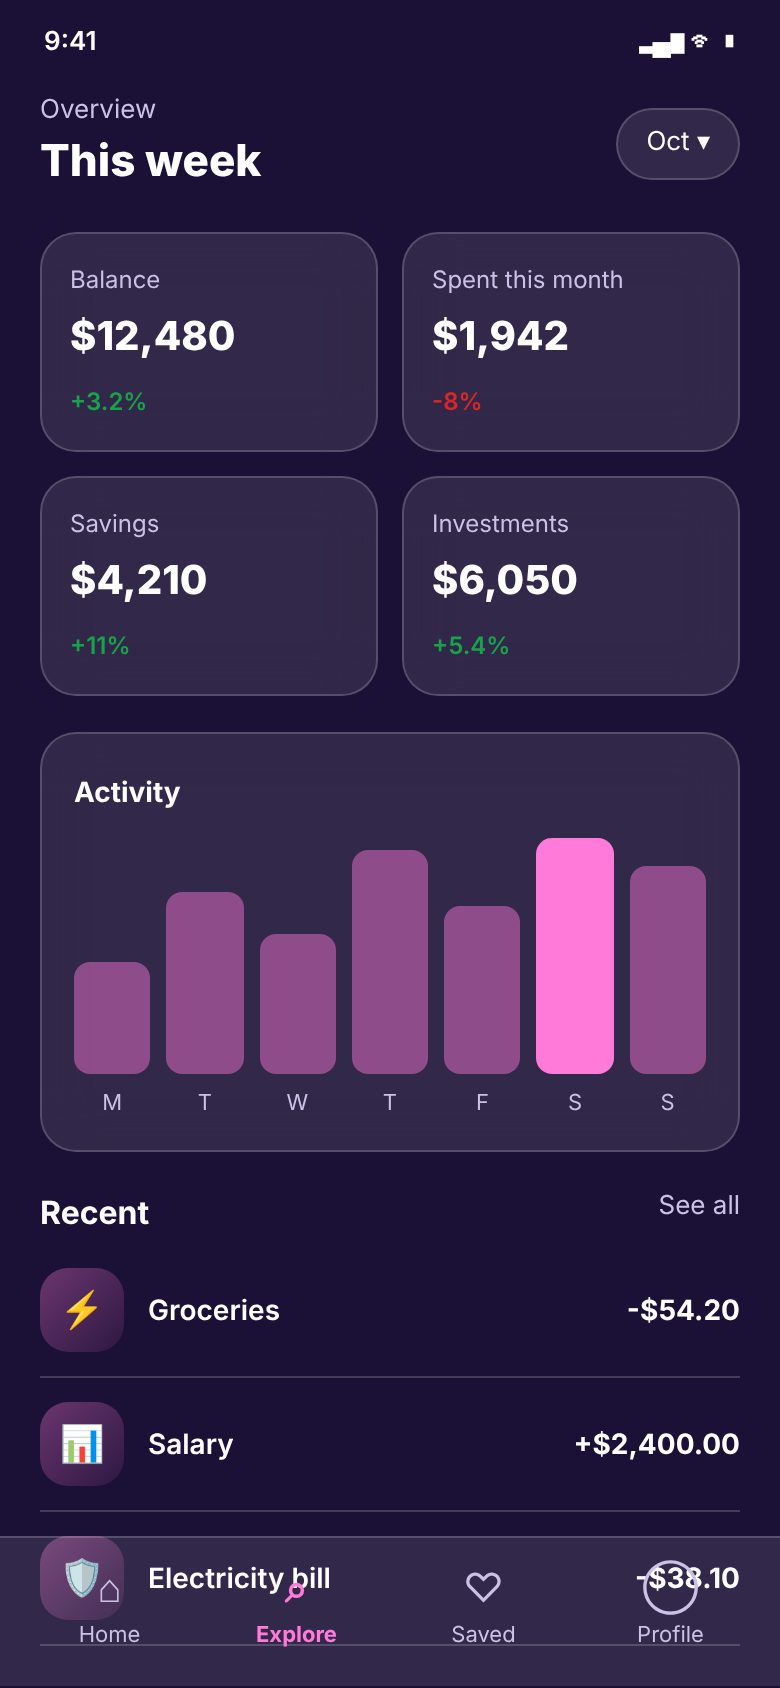 9:41
Overview
This week
Oct ▾
Balance
$12,480
+3.2%
Spent this month
$1,942
-8%
Savings
$4,210
+11%
Investments
$6,050
+5.4%
Activity
M T W T F S S
Recent
See all
Groceries
-$54.20
Salary
+$2,400.00
Electricity bill
-$38.10
Home
Explore
Saved
Profile